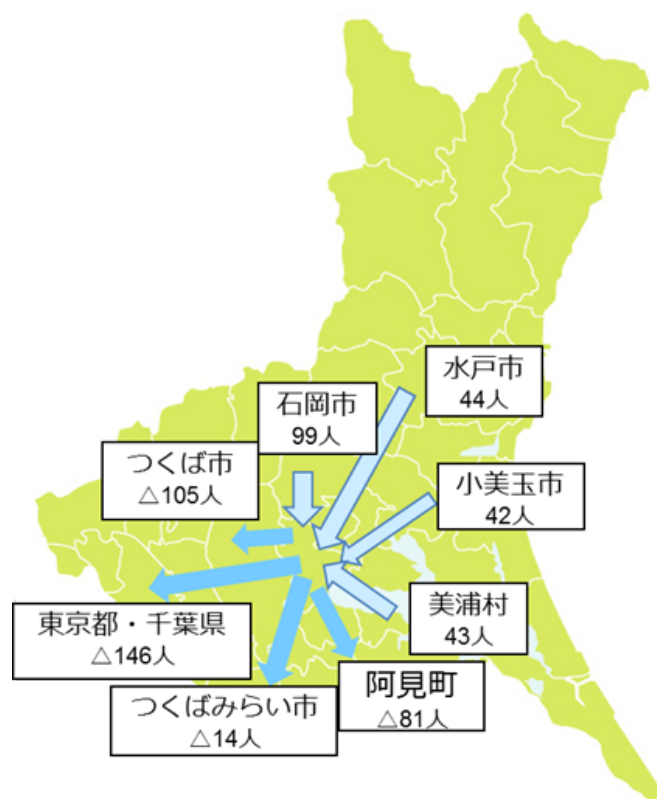 水戸市
44人
石岡市
99人
つくば市
△105人
小美玉市
42人
美浦村
43人
東京都・千葉県
△146人
阿見町
△81人
つくばみらい市
△14人